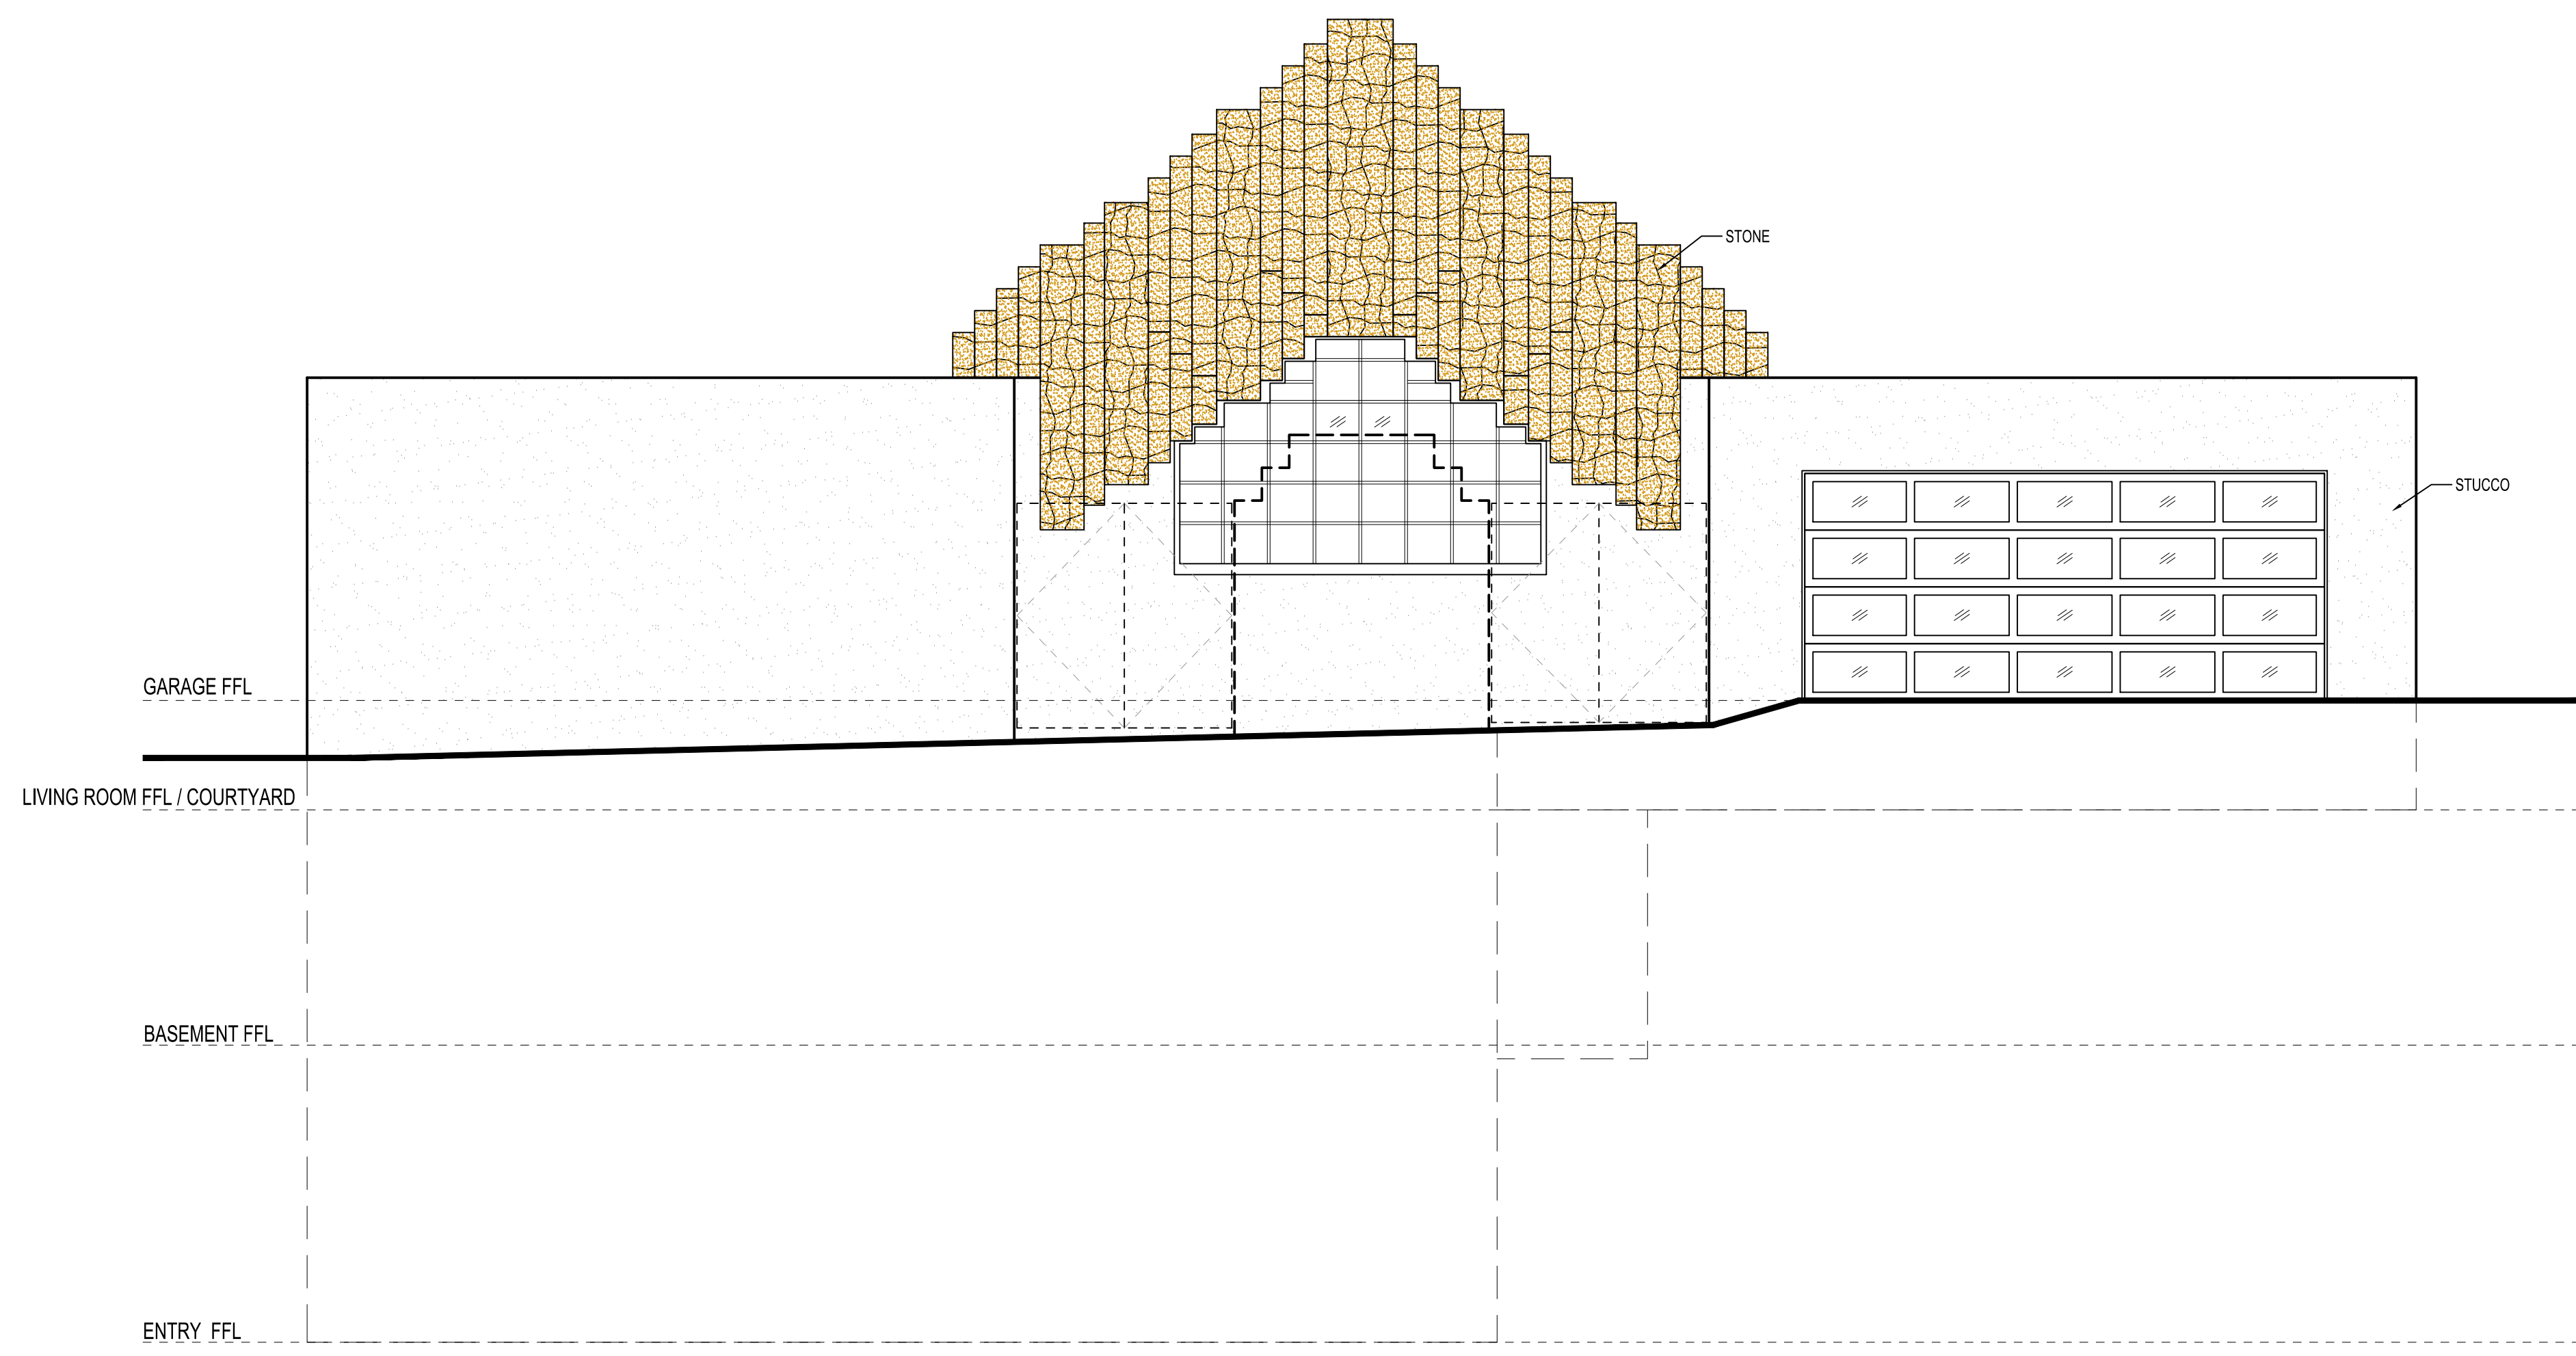 STONE
STUCCO
GARAGE FFL
LIVING ROOM FFL / COURTYARD
BASEMENT FFL
ENTRY FFL